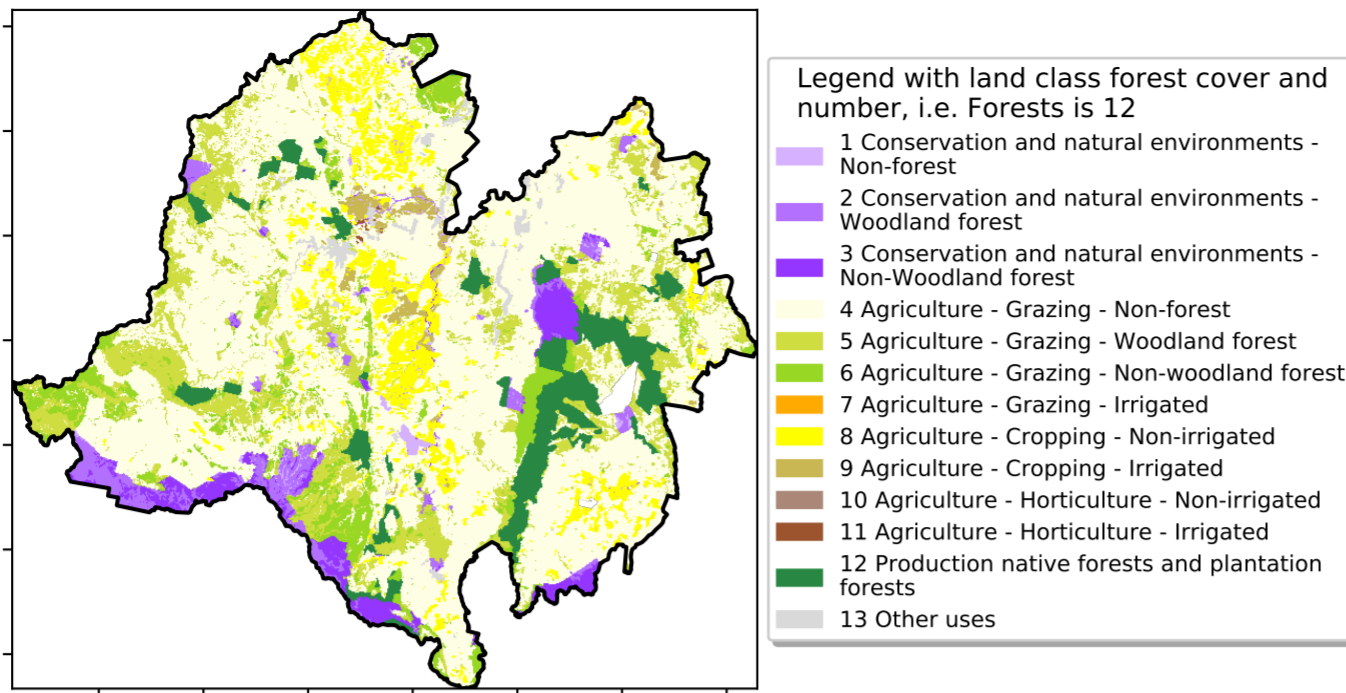 Legend with land class forest cover and
number, i.e. Forests is 12
1 Conservation and natural environments -
Non-forest
2 Conservation and natural environments -
Woodland forest
3 Conservation and natural environments -
Non-Woodland forest
4 Agriculture - Grazing - Non-forest
5 Agriculture - Grazing - Woodland forest
6 Agriculture - Grazing - Non-woodland forest
7 Agriculture - Grazing - Irrigated
8 Agriculture - Cropping - Non-irrigated
9 Agriculture - Cropping - Irrigated
10 Agriculture - Horticulture - Non-irrigated
11 Agriculture - Horticulture - Irrigated
12 Production native forests and plantation
forests
13 Other uses